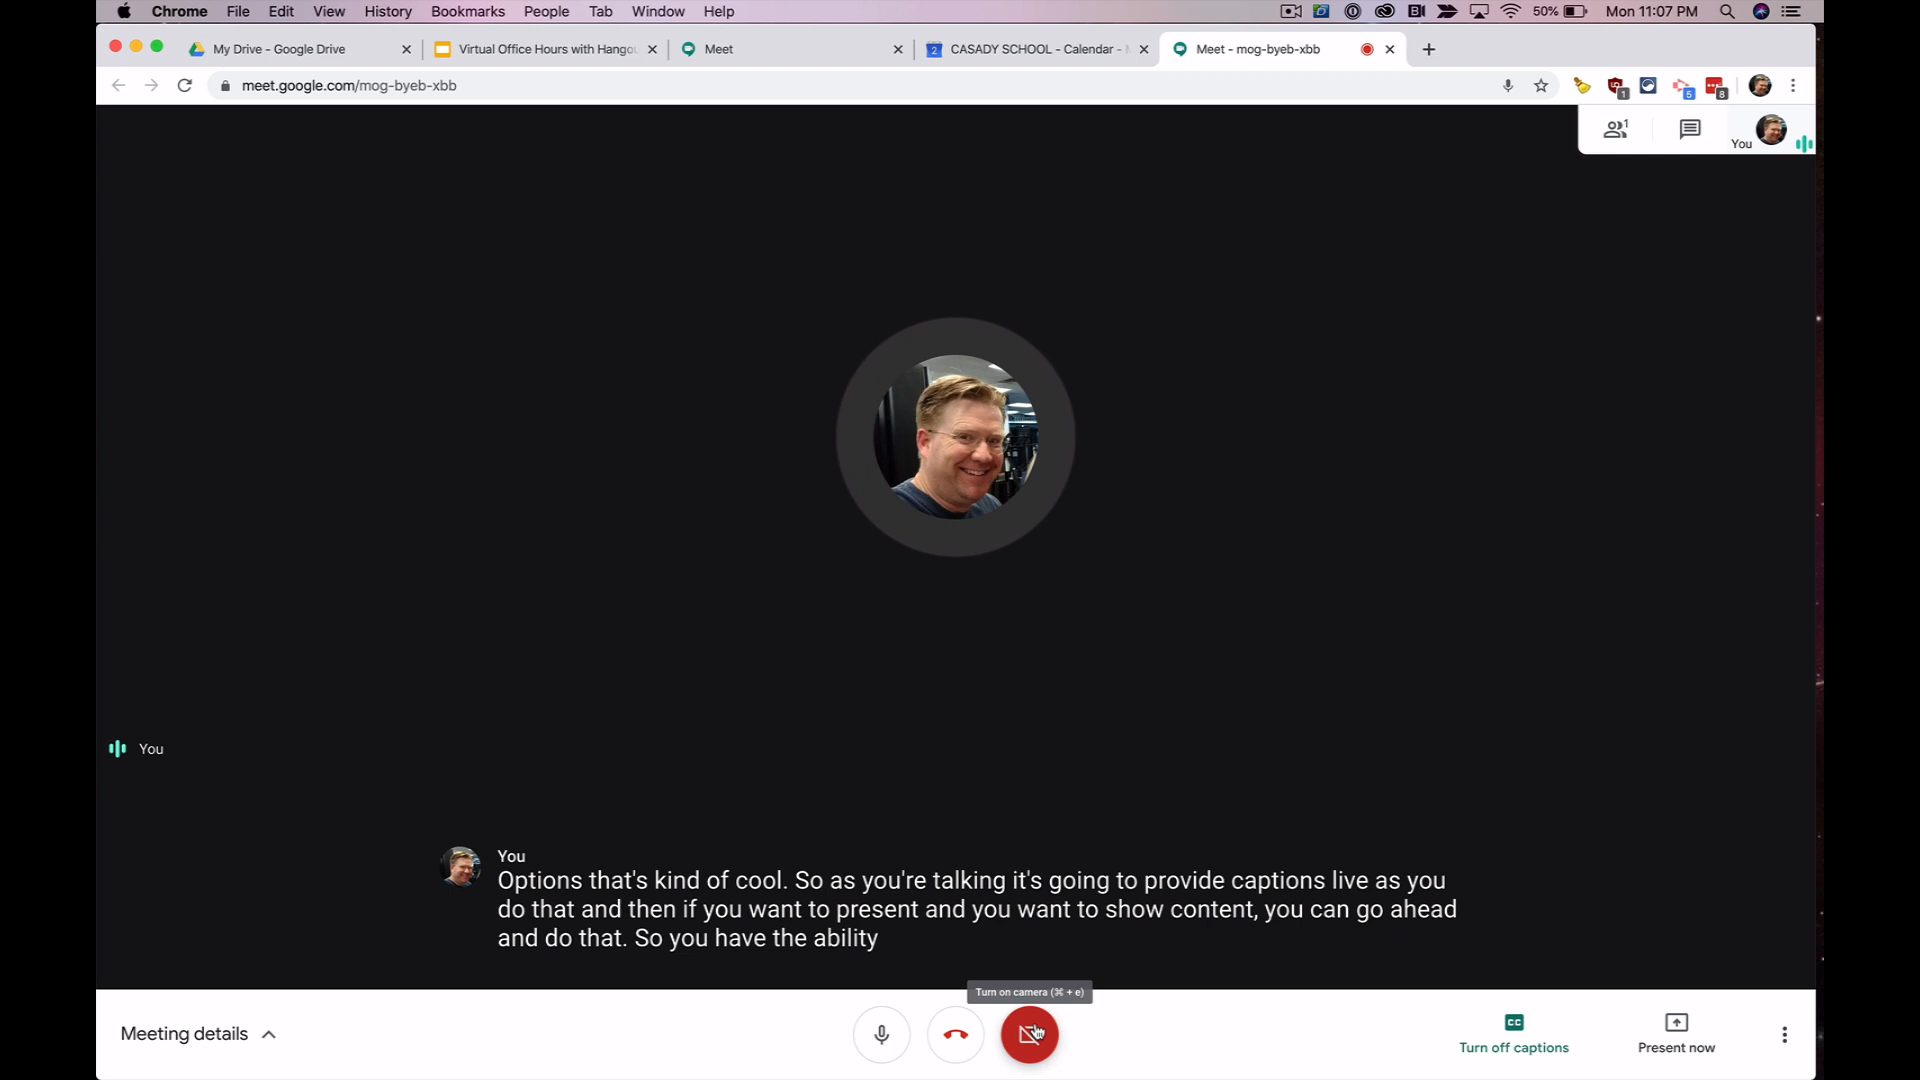 Chrome File Edit View History Bookmarks People Tab Window Help 50% Mon 11:07 PM
My Drive - Google Drive Virtual Office Hours with Hangou Meet CASADY SCHOOL - Calendar - Meet - mog-byeb-xbb
meet.google.com/mog-byeb-xbb 1 5 8
1 You
You
You
Options that's kind of cool. So as you're talking it's going to provide captions live as you
do that and then if you want to present and you want to show content, you can go ahead
and do that. So you have the ability
Turn on camera (⌘ + e)
Meeting details
Turn off captions
Present now